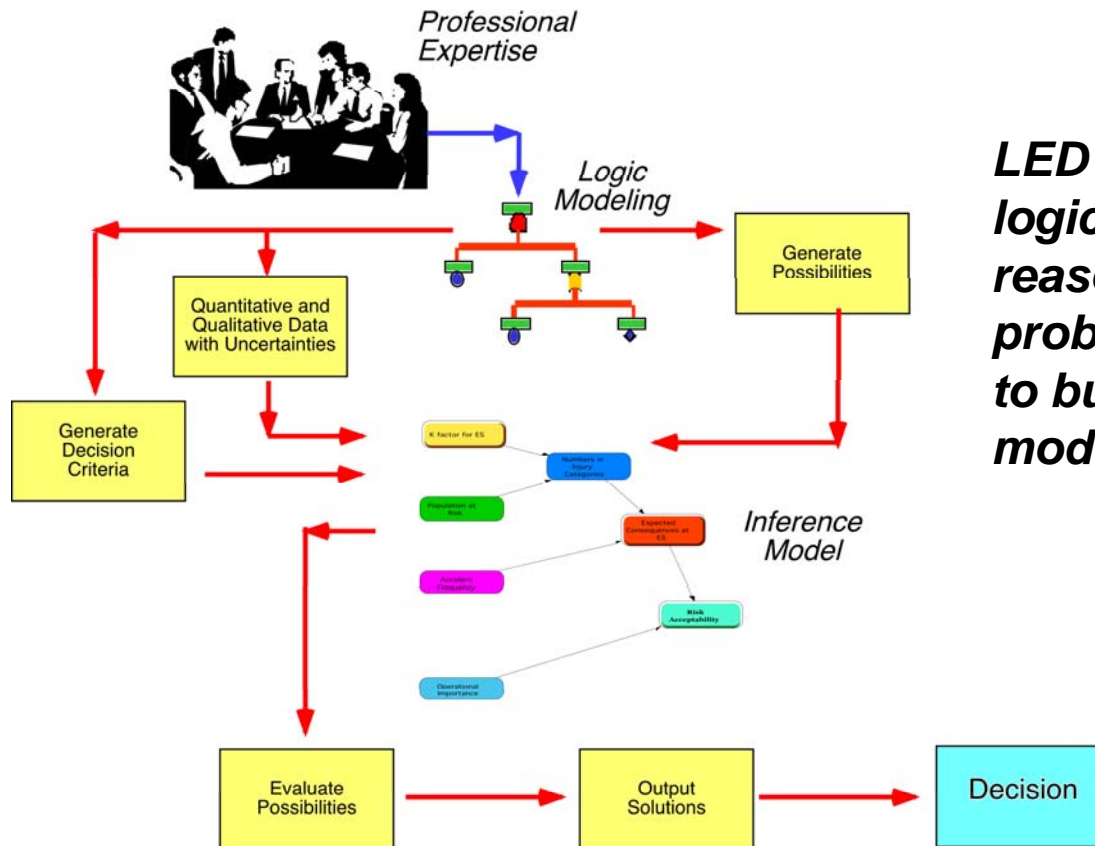 Professional
Expertise
Logic
Modeling
Generate
Possibilities
Quantitative and
Qualitative Data
with Uncertainties
Generate
Decision
Criteria
K factor for ES
Numbers in
Injury
Categories
Population at
Risk
Expected
Consequences at
ES
Accident
Frequency
Risk
Acceptability
Operational
Importance
Inference
Model
Evaluate
Possibilities
Output
Solutions
Decision
LED
logic
reaso
prob
to bu
mod